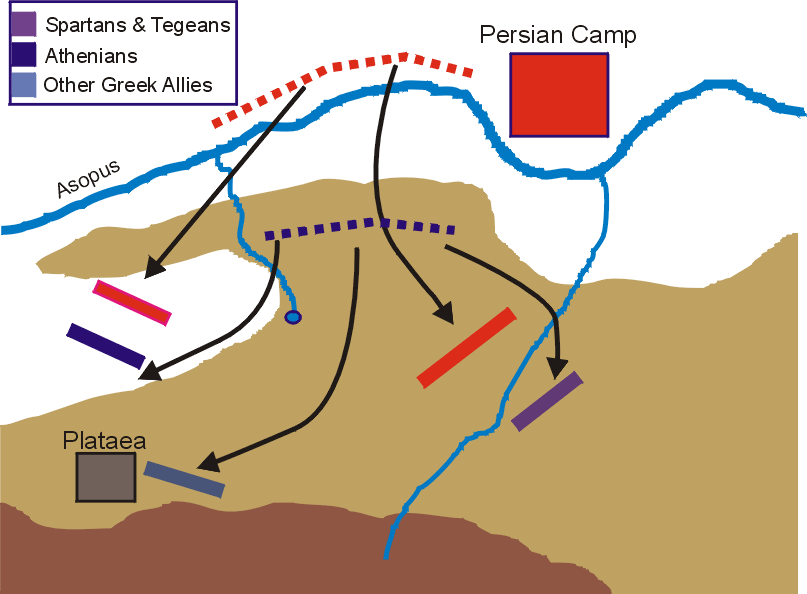 Spartans & Tegeans
Athenians
Other Greek Allies
Persian Camp
Asopus
Plataea